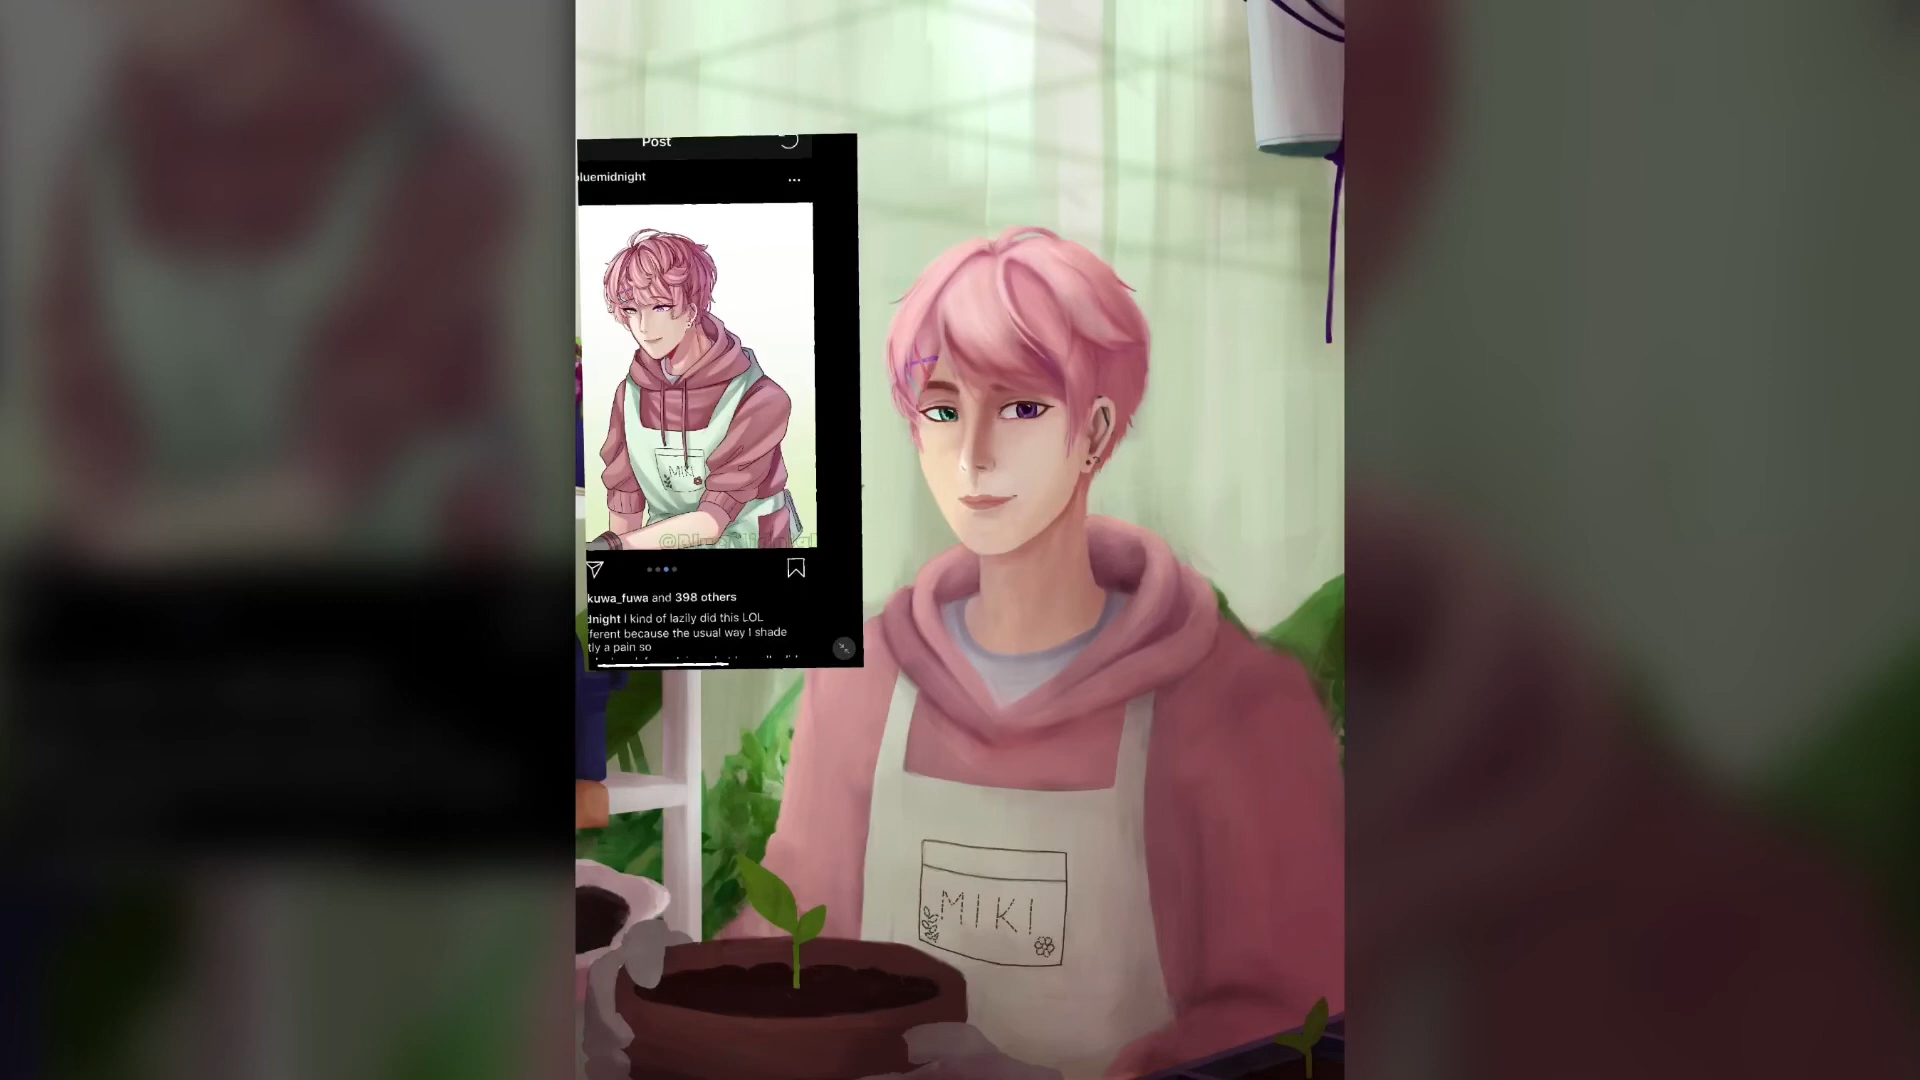 Post
bluemidnight
MIKI
kuwa_fuwa and 398 others
dnight I kind of lazily did this LOL
fferent because the usual way I shade
tly a pain so
MIKI